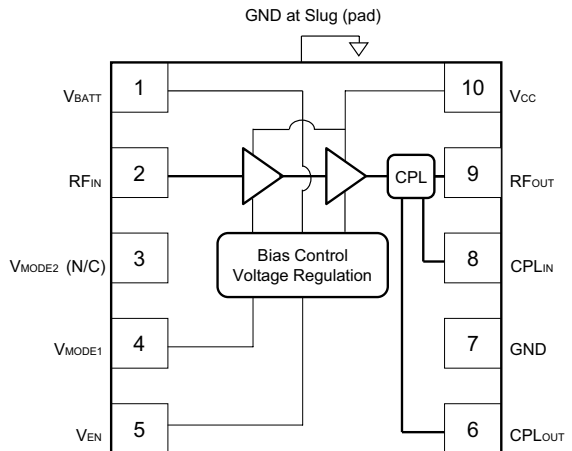 GND at Slug (pad)
VBATT 1 10 VCC
RFIN 2 CPL 9 RFOUT
VMODE2 (N/C) 3 Bias Control
Voltage Regulation 8 CPLIN
VMODE1 4 7 GND
VEN 5 6 CPLOUT